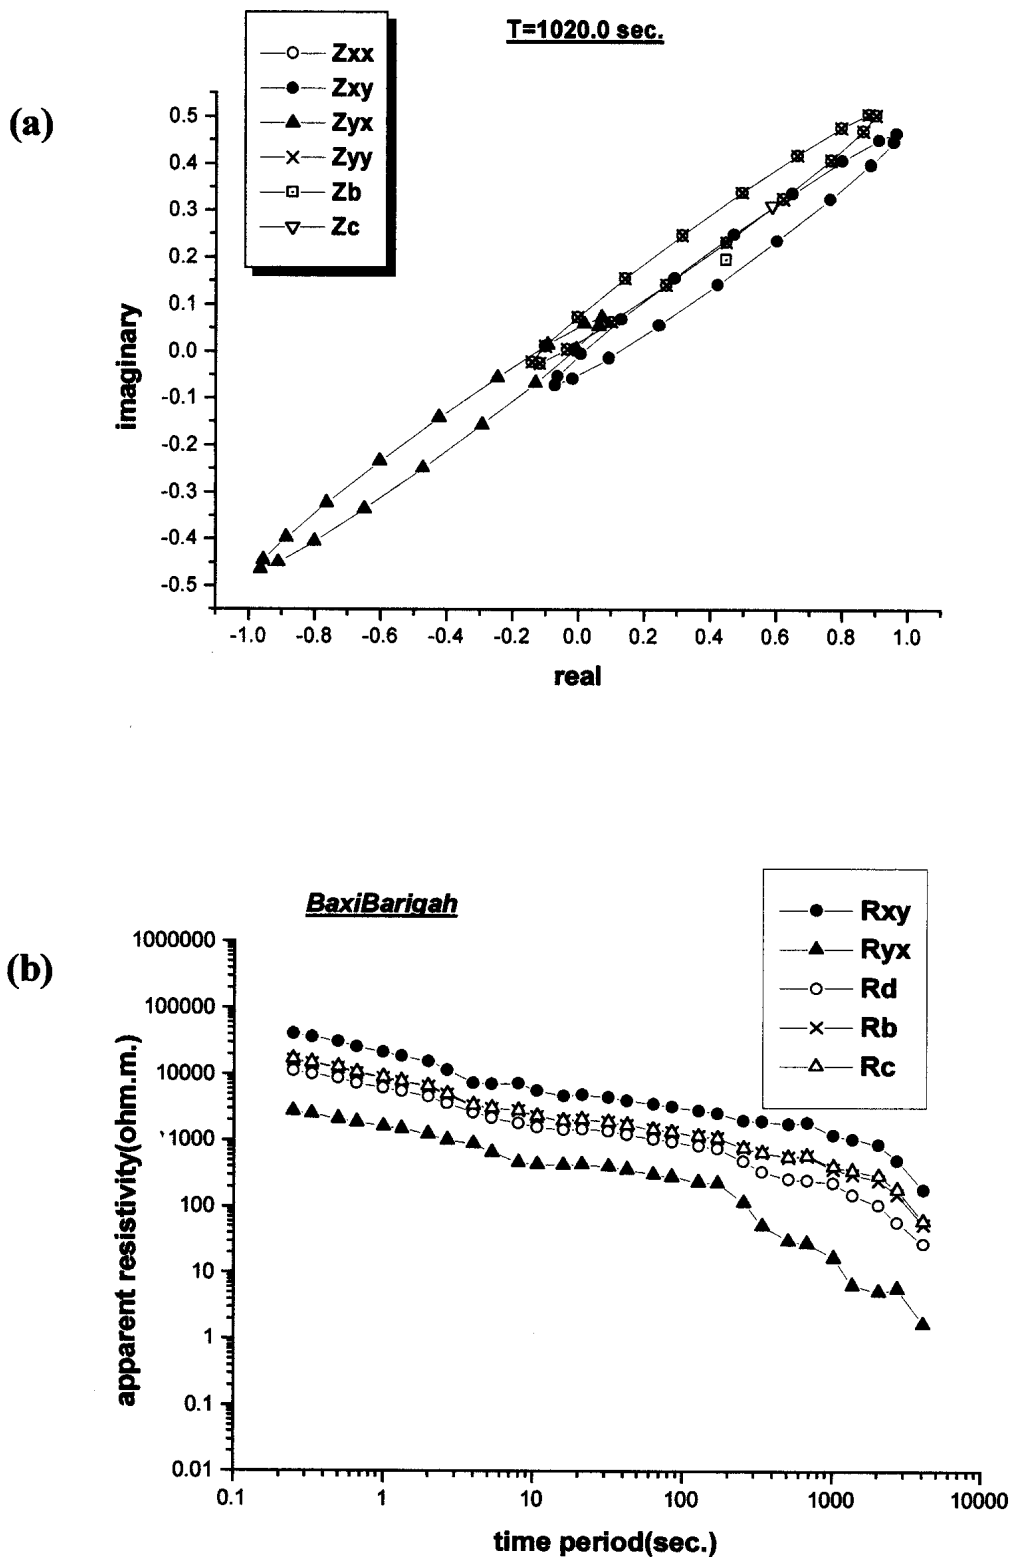 T=1020.0 sec.
Zxx
Zxy
Zyx
Zyy
Zb
Zc
(a)
0.5
0.4
0.3
0.2
0.1
0.0
-0.1
-0.2
-0.3
-0.4
-0.5
imaginary
-1.0 -0.8 -0.6 -0.4 -0.2 0.0 0.2 0.4 0.6 0.8 1.0
real
BaxiBariqah
Rxy
Ryx
Rd
Rb
Rc
(b)
1000000
100000
10000
1000
100
10
1
0.1
0.01
apparent resistivity(ohm.m.)
0.1 1 10 100 1000 10000
time period(sec.)